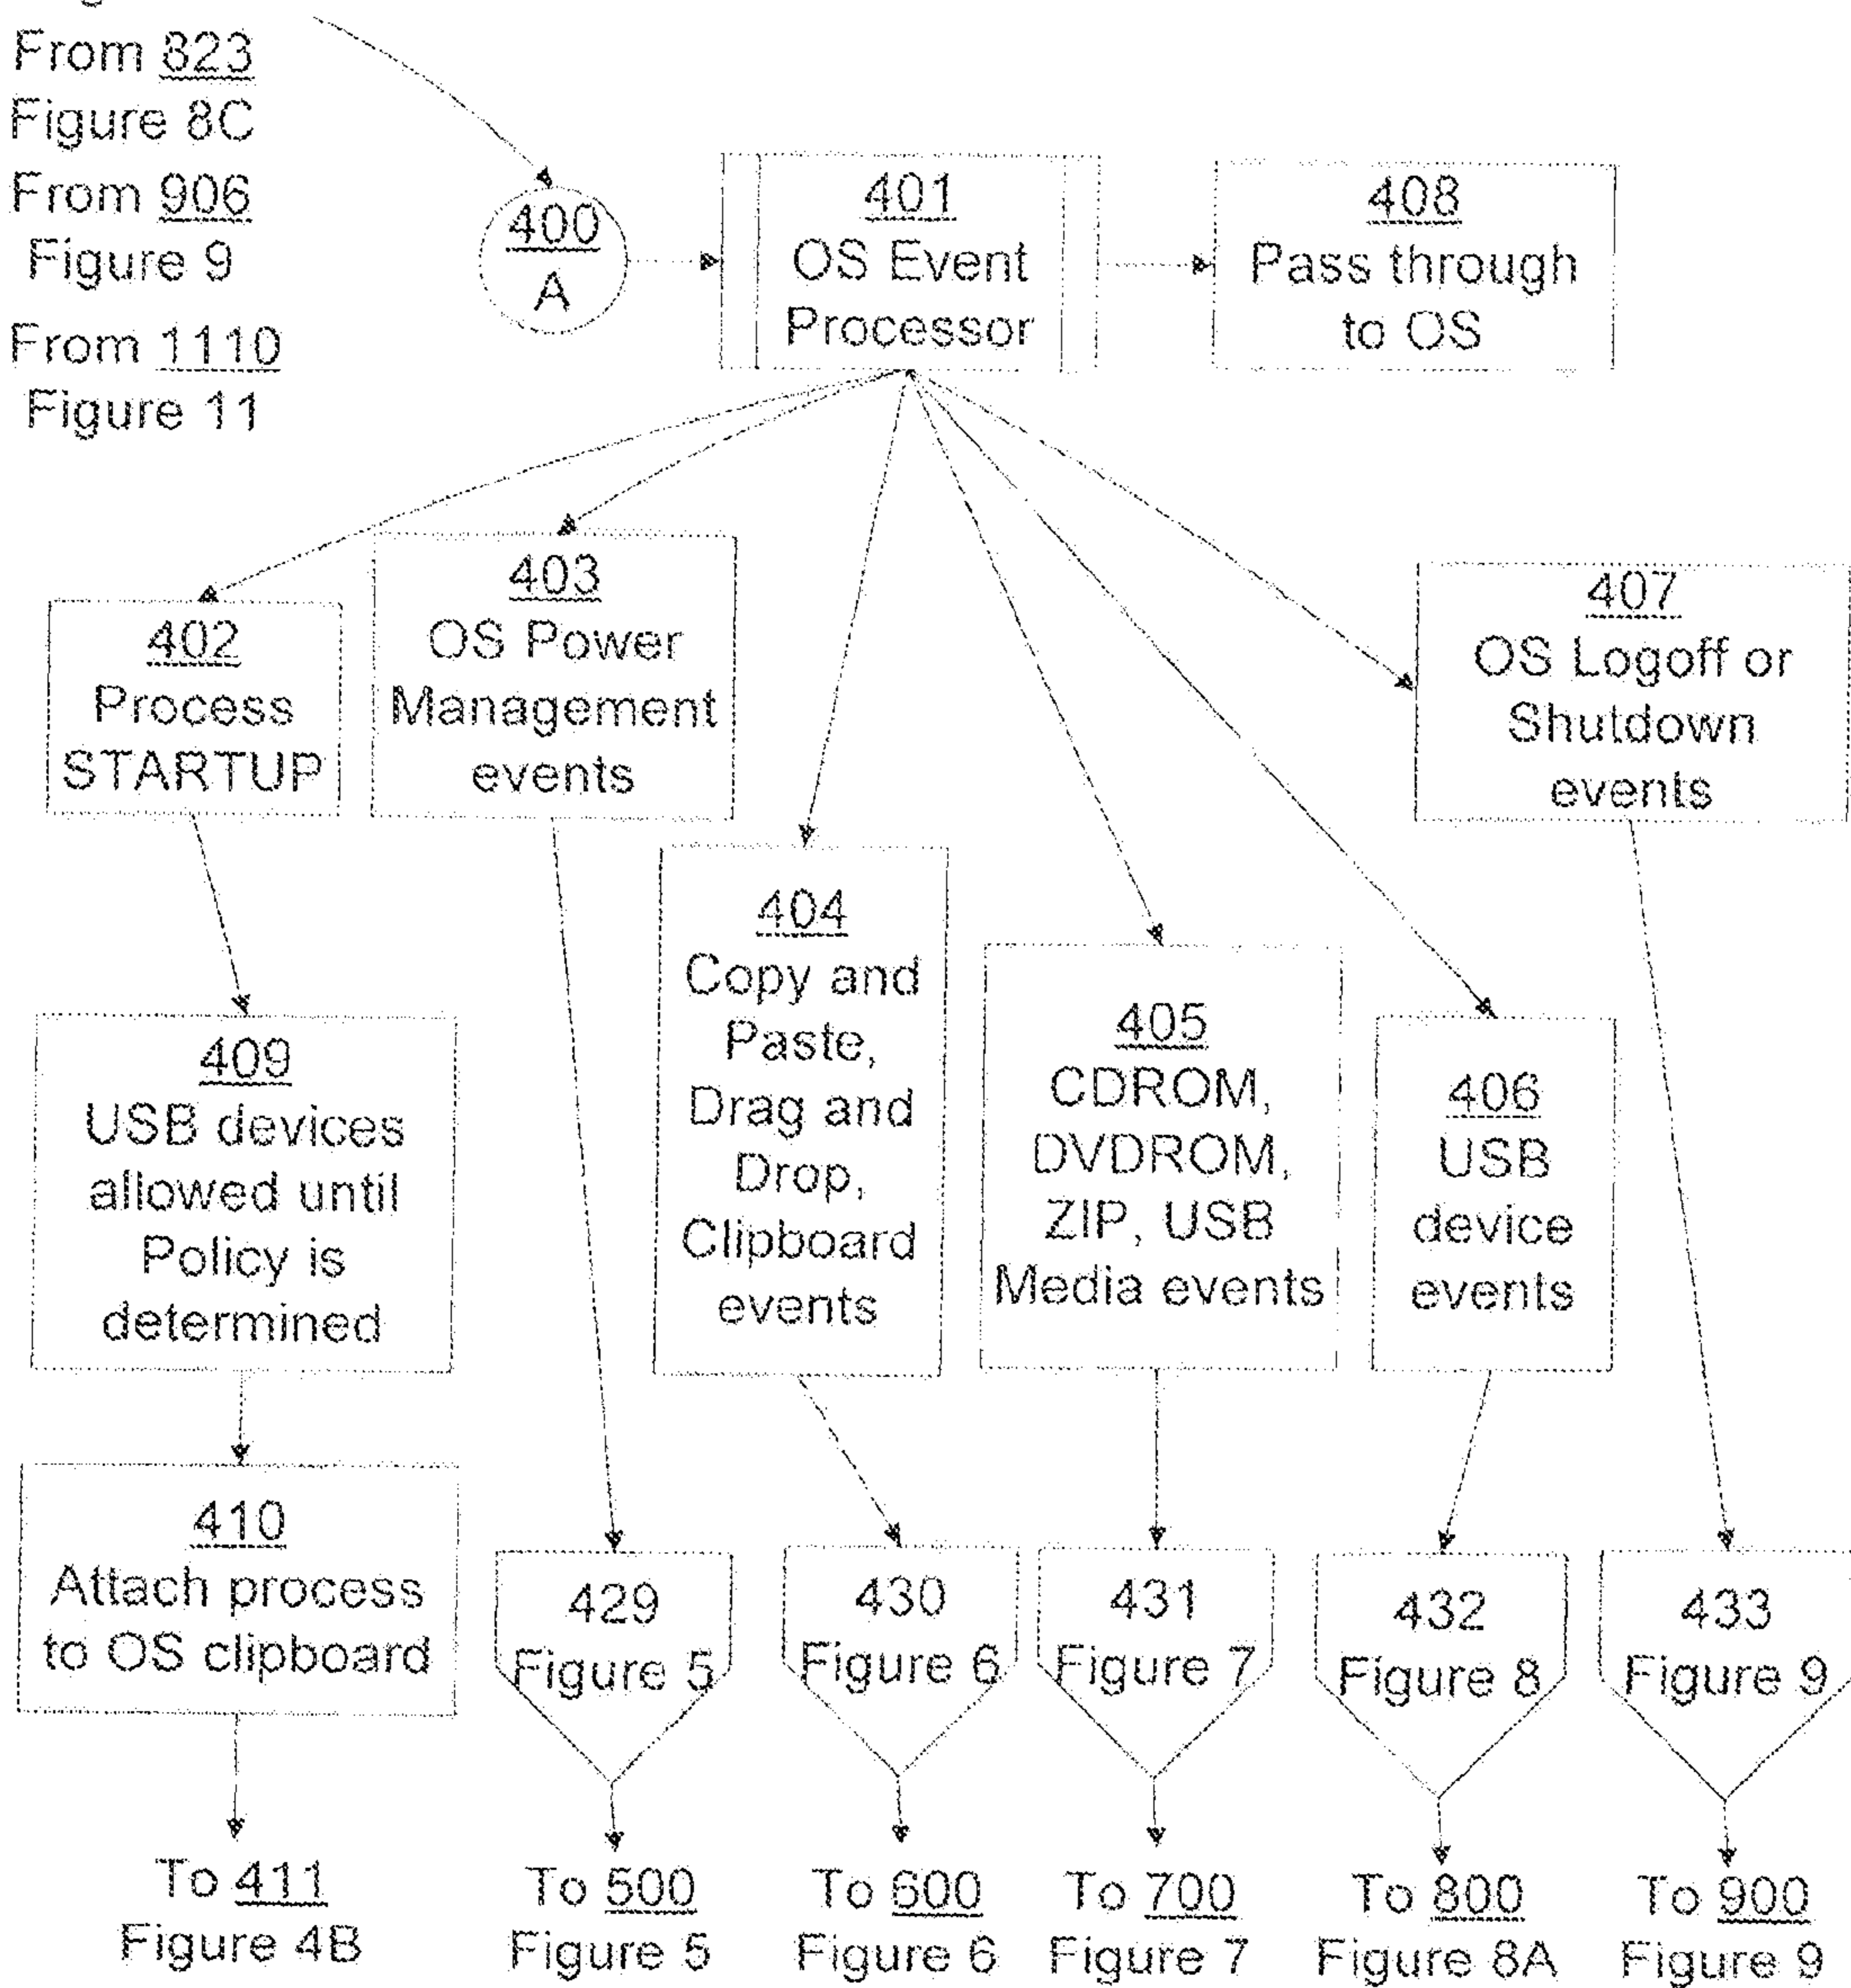 From 823
Figure 8C
From 906
Figure 9
From 1110
Figure 11
400
A
401
OS Event
Processor
408
Pass through
to OS
402
Process
STARTUP
403
OS Power
Management
events
404
Copy and
Paste,
Drag and
Drop,
Clipboard
events
405
CDROM,
DVDROM,
ZIP, USB
Media events
406
USB
device
events
407
OS Logoff or
Shutdown
events
409
USB devices
allowed until
Policy is
determined
410
Attach process
to OS clipboard
429
Figure 5
430
Figure 6
431
Figure 7
432
Figure 8
433
Figure 9
To 411
Figure 4B
To 500
Figure 5
To 600
Figure 6
To 700
Figure 7
To 800
Figure 8A
To 900
Figure 9